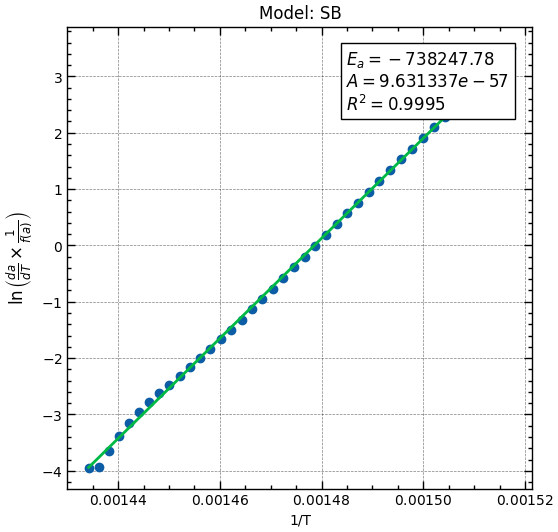 Model: SB
E_a = −738247.78
A = 9.631337e − 57
R^2 = 0.9995
3
2
1
0
−1
−2
−3
−4
ln (da/dT × 1/f(a))
0.00144 0.00146 0.00148 0.00150 0.00152
1/T